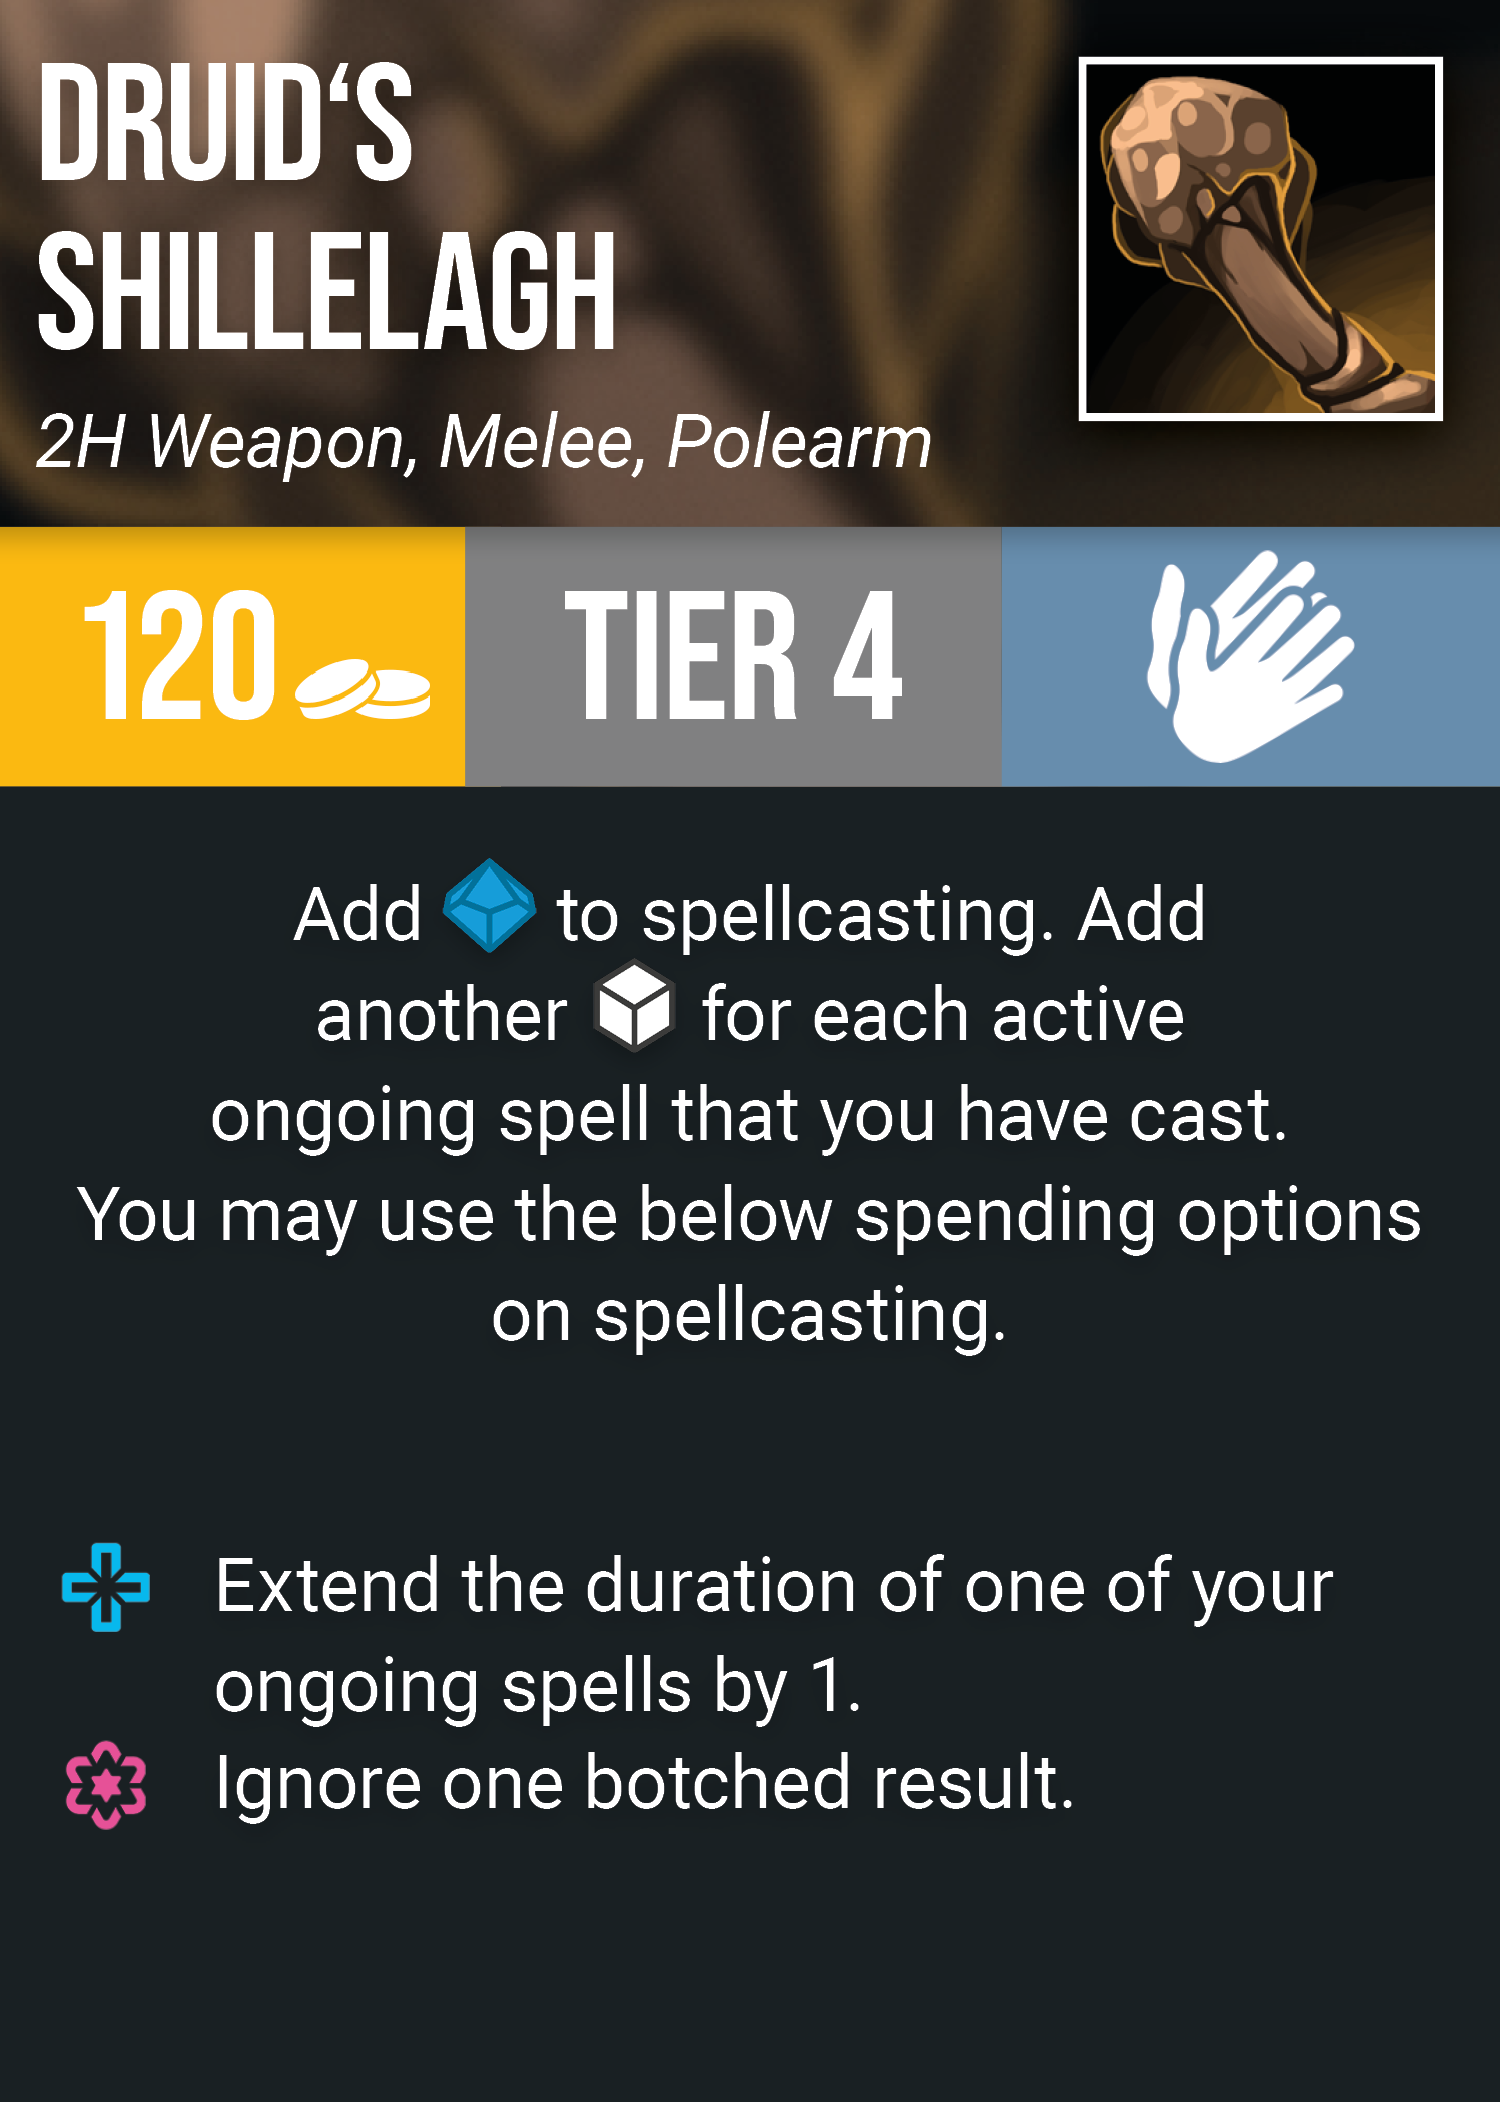 DRUID‘S
SHILLELAGH
2H Weapon, Melee, Polearm
120
TIER 4
Add to spellcasting. Add
another for each active
ongoing spell that you have cast.
You may use the below spending options
on spellcasting.
Extend the duration of one of your
ongoing spells by 1.
Ignore one botched result.